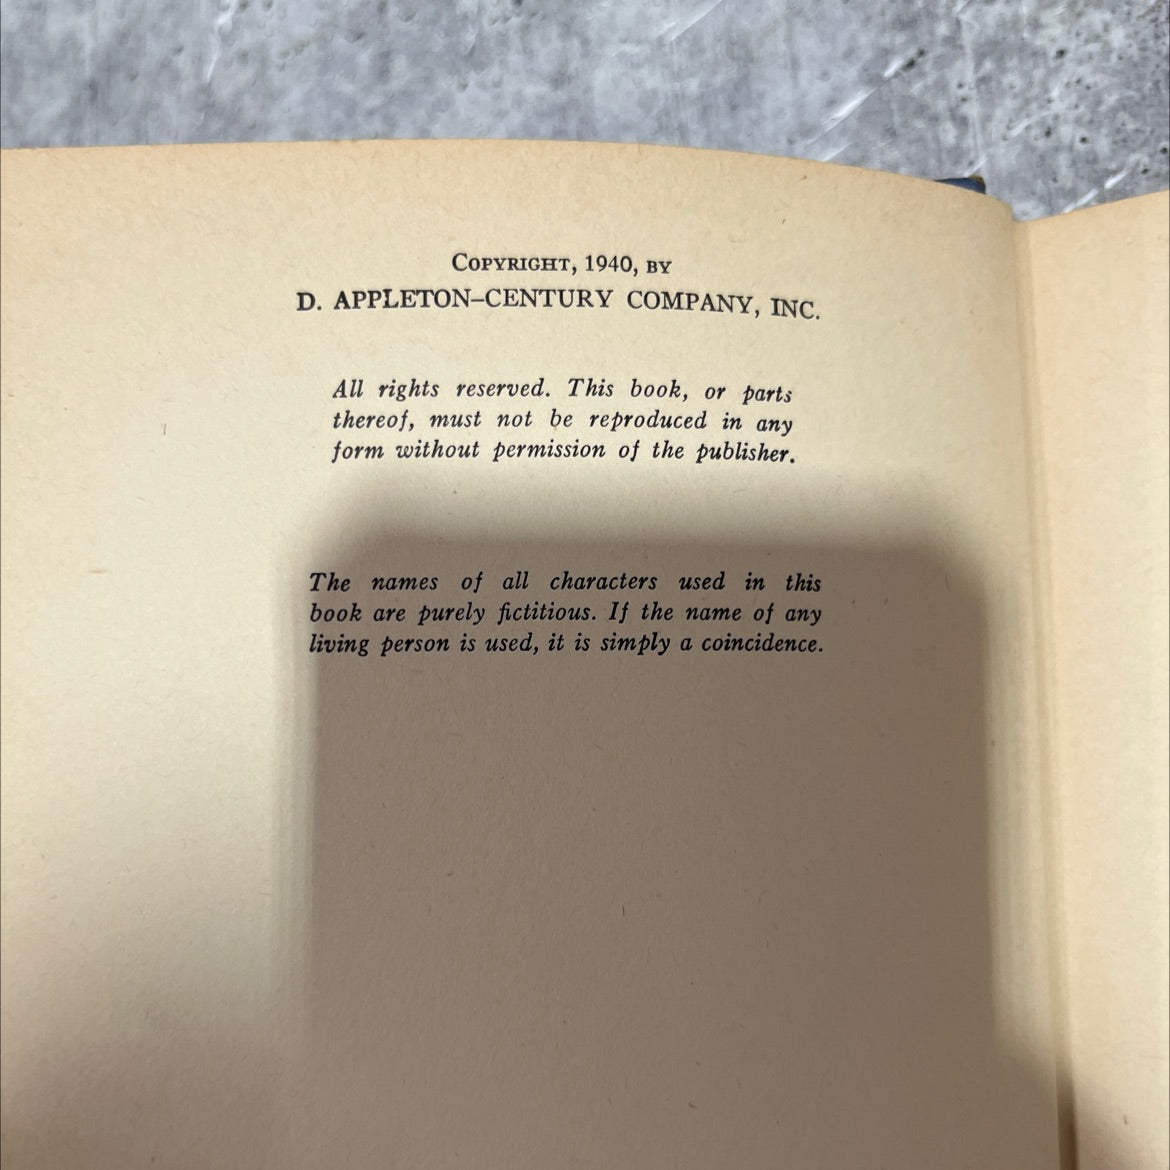 Copyright, 1940, by
D. APPLETON–CENTURY COMPANY, INC.
All rights reserved. This book, or parts
thereof, must not be reproduced in any
form without permission of the publisher.
The names of all characters used in this
book are purely fictitious. If the name of any
living person is used, it is simply a coincidence.